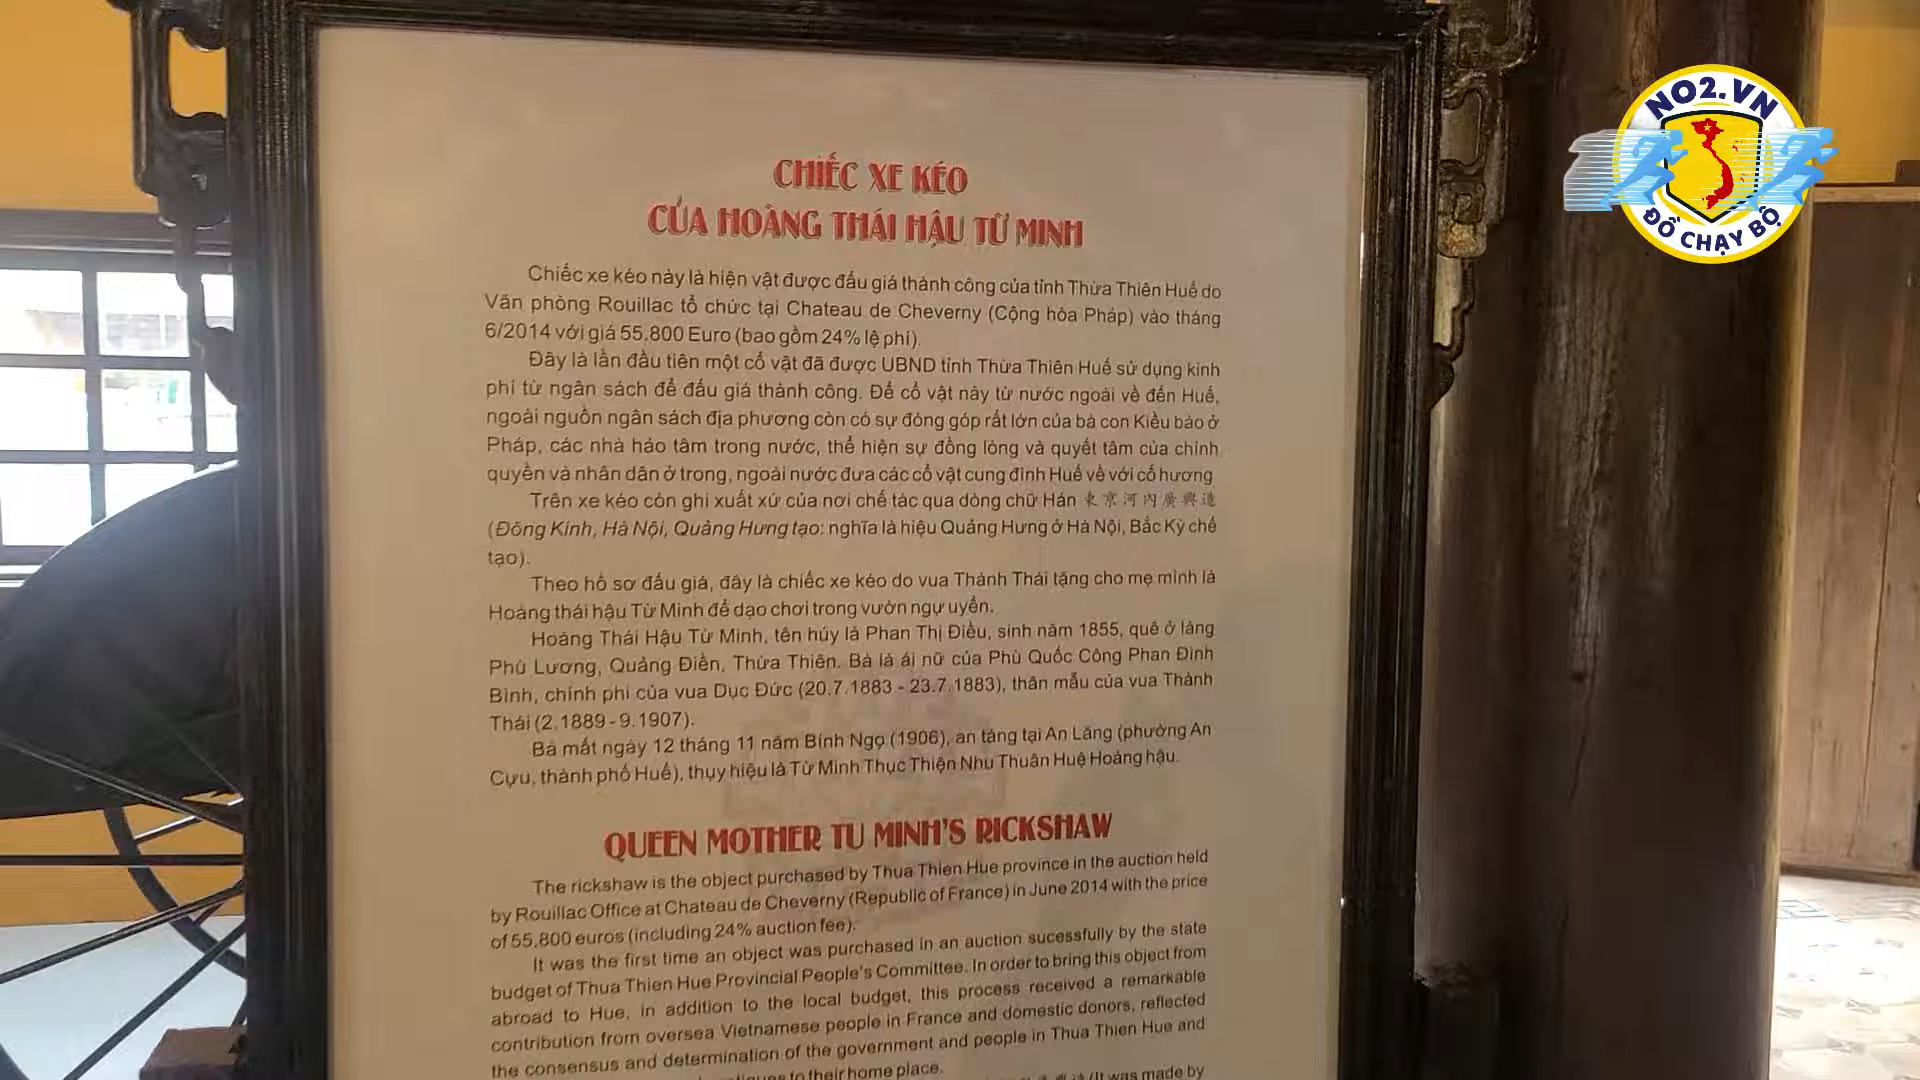 NO2.VN
ĐỒ CHẠY BỘ
CHIẾC XE KÉO
CỦA HOÀNG THÁI HẬU TỪ MINH
Chiếc xe kéo này là hiện vật được đấu giá thành công của tỉnh Thừa Thiên Huế do
Văn phòng Rouillac tổ chức tại Chateau de Cheverny (Cộng hòa Pháp) vào tháng
6/2014 với giá 55.800 Euro (bao gồm 24% lệ phí).
Đây là lần đầu tiên một cổ vật đã được UBND tỉnh Thừa Thiên Huế sử dụng kinh
phí từ ngân sách để đấu giá thành công. Để cổ vật này từ nước ngoài về đến Huế,
ngoài nguồn ngân sách địa phương còn có sự đóng góp rất lớn của bà con Kiều bào ở
Pháp, các nhà hảo tâm trong nước, thể hiện sự đồng lòng và quyết tâm của chính
quyền và nhân dân ở trong, ngoài nước đưa các cổ vật cung đình Huế về với cố hương
Trên xe kéo còn ghi xuất xứ của nơi chế tác qua dòng chữ Hán 東京河內廣興造
(Đông Kinh, Hà Nội, Quảng Hưng tạo: nghĩa là hiệu Quảng Hưng ở Hà Nội, Bắc Kỳ chế
tạo).
Theo hồ sơ đấu giá, đây là chiếc xe kéo do vua Thành Thái tặng cho mẹ mình là
Hoàng thái hậu Từ Minh để dạo chơi trong vườn ngự uyển.
Hoàng Thái Hậu Từ Minh, tên húy là Phan Thị Điều, sinh năm 1855, quê ở làng
Phú Lương, Quảng Điền, Thừa Thiên. Bà là ái nữ của Phù Quốc Công Phan Đình
Bình, chính phi của vua Dục Đức (20.7.1883 - 23.7.1883), thân mẫu của vua Thành
Thái (2.1889 - 9.1907).
Bà mất ngày 12 tháng 11 năm Bính Ngọ (1906), an táng tại An Lăng (phường An
Cựu, thành phố Huế), thụy hiệu là Từ Minh Thục Thiện Nhu Thuân Huệ Hoàng hậu.
QUEEN MOTHER TU MINH'S RICKSHAW
The rickshaw is the object purchased by Thua Thien Hue province in the auction held
by Rouillac Office at Chateau de Cheverny (Republic of France) in June 2014 with the price
of 55.800 euros (including 24% auction fee).
It was the first time an object was purchased in an auction sucessfully by the state
budget of Thua Thien Hue Provincial People's Committee. In order to bring this object from
abroad to Hue, in addition to the local budget, this process received a remarkable
contribution from oversea Vietnamese people in France and domestic donors, reflected
the consensus and determination of the government and people in Thua Thien Hue and
to their home place.
(It was made by